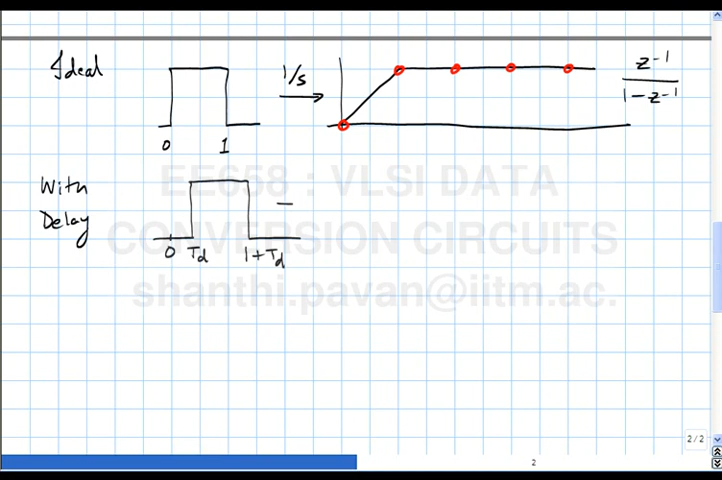 Ideal
1/s
z⁻¹
1 - z⁻¹
0
1
With
Delay
0
Td
1+Td
EE658 : VLSI DATA
CONVERSION CIRCUITS
shanthi.pavan@iitm.ac.
2/2
2